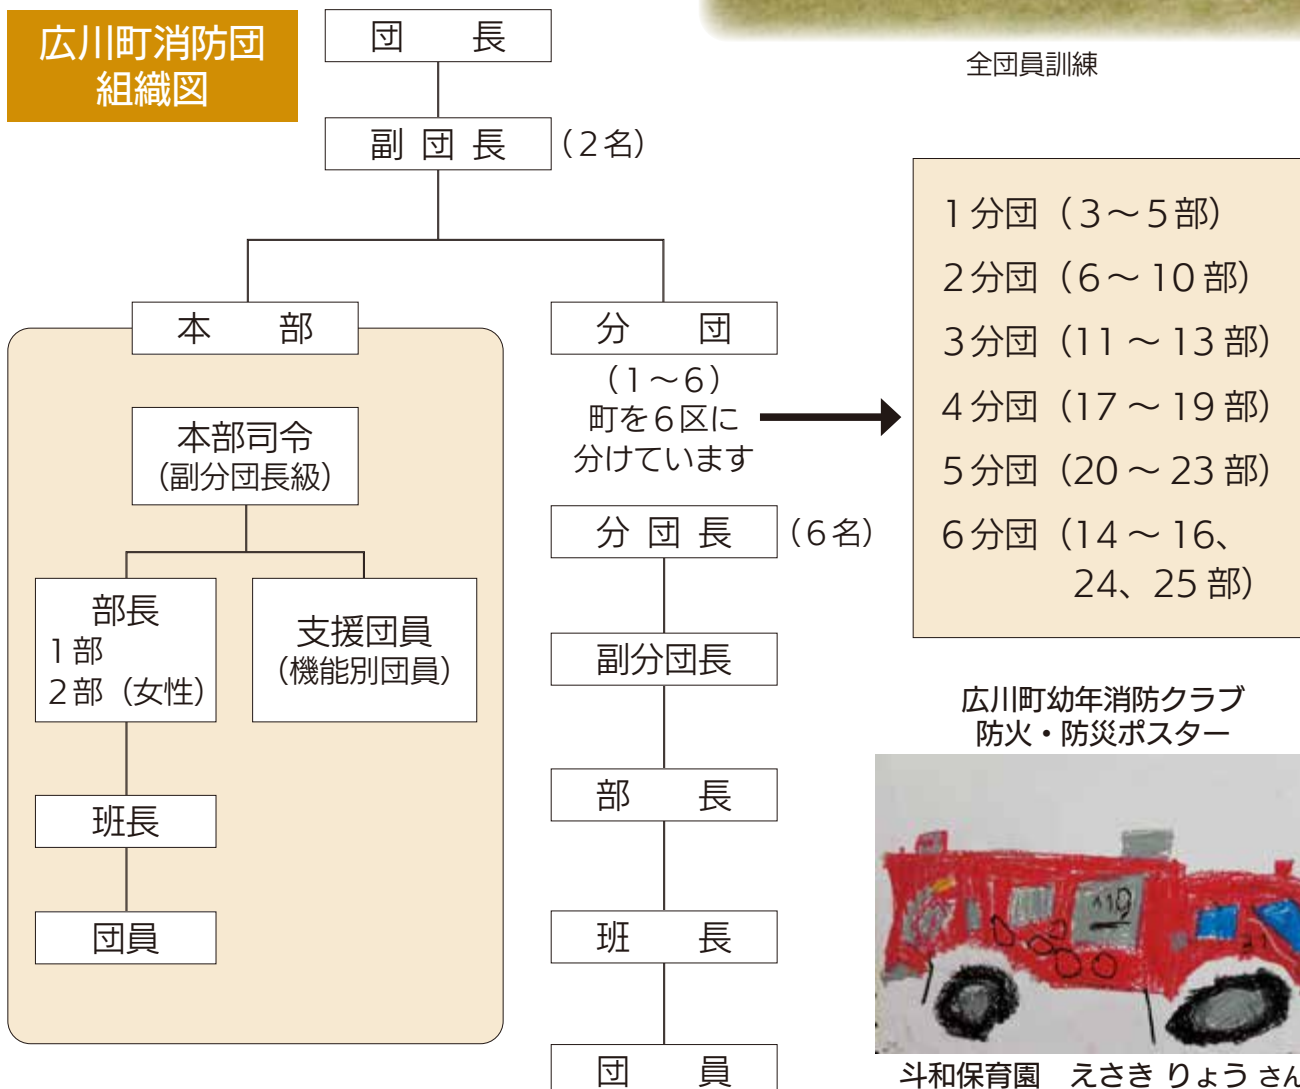 広川町消防団
組織図
団　長
副団長（2名）
全団員訓練
本　部
本部司令
（副分団長級）
部長
1部
2部（女性）
支援団員
（機能別団員）
班長
団員
分　団
（1～6）
町を6区に
分けています
分団長（6名）
副分団長
部　長
班　長
団　員
1分団（3～5部）
2分団（6～10部）
3分団（11～13部）
4分団（17～19部）
5分団（20～23部）
6分団（14～16、
24、25部）
広川町幼年消防クラブ
防火・防災ポスター
119
斗和保育園　えさき りょう さん